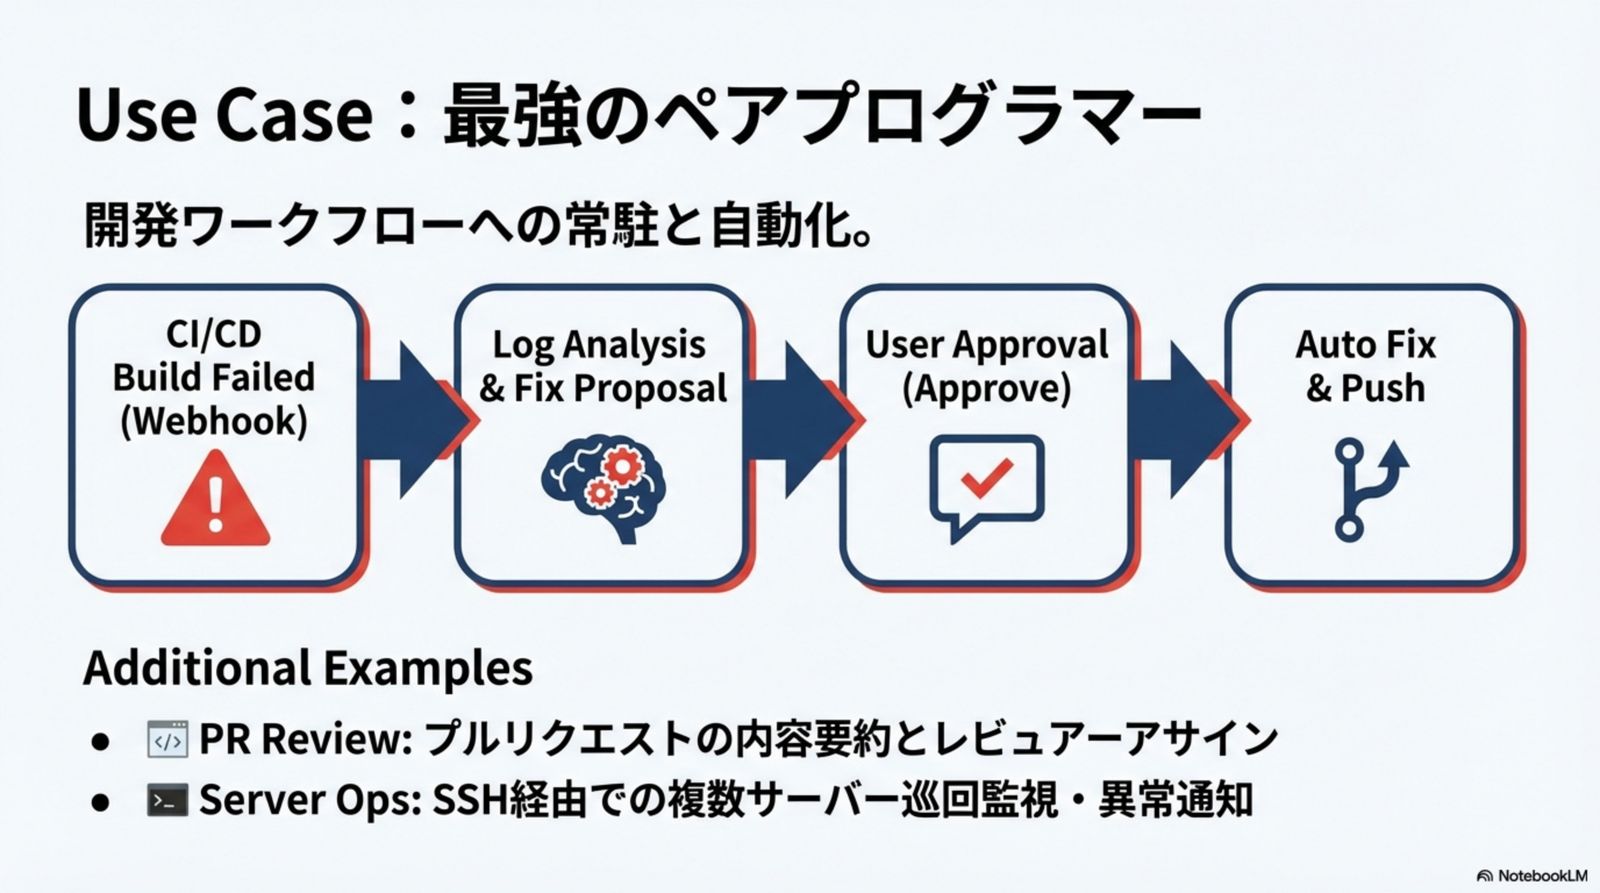 Use Case：最強のペアプログラマー
開発ワークフローへの常駐と自動化。
CI/CD
Build Failed
(Webhook)
Log Analysis
& Fix Proposal
User Approval
(Approve)
Auto Fix
& Push
Additional Examples
● </> PR Review: プルリクエストの内容要約とレビュアーアサイン
● >_ Server Ops: SSH経由での複数サーバー巡回監視・異常通知
NotebookLM